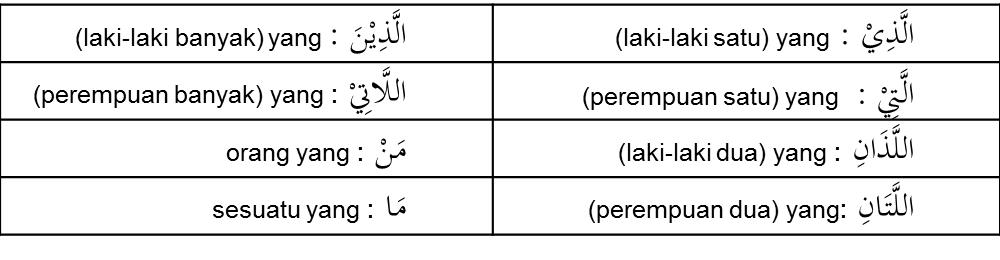 الَّذِيْ : yang (laki-laki satu)
الَّذِيْنَ : yang (laki-laki banyak)
الَّتِيْ : yang (perempuan satu)
اللَّاتِيْ : yang (perempuan banyak)
اللَّذَانِ : yang (laki-laki dua)
مَنْ : orang yang
اللَّتَانِ : yang (perempuan dua)
مَا : sesuatu yang